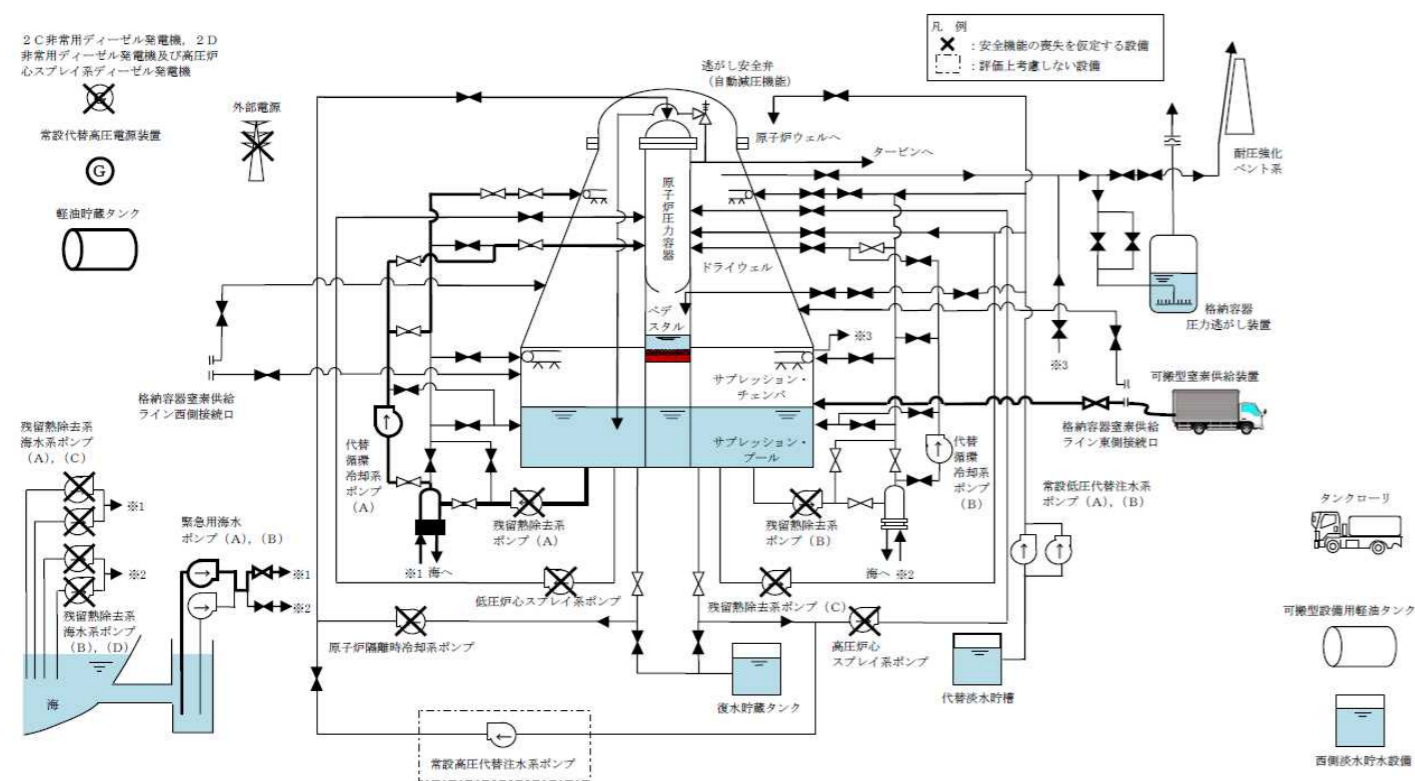 2C非常用ディーゼル発電機,2D
非常用ディーゼル発電機及び高圧炉
心スプレイ系ディーゼル発電機
G
外部電源
常設代替高圧電源装置
G
軽油貯蔵タンク
凡 例
:安全機能の喪失を仮定する設備
:評価上考慮しない設備
逃がし安全弁
(自動減圧機能)
原子炉ウェルへ
タービンへ
耐圧強化
ベント系
原子炉圧力容器
ドライウェル
ペデ
スタル
格納容器
圧力逃がし装置
※3
※3
サプレッション・
チェンバ
サプレッション・
プール
格納容器窒素供給
ライン西側接続口
可搬型窒素供給装置
格納容器窒素供給
ライン東側接続口
残留熱除去系
海水系ポンプ
(A),(C)
※1
※2
残留熱除去系
海水系ポンプ
(B),(D)
海
緊急用海水
ポンプ(A),(B)
※1
※2
代替
循環
冷却系
ポンプ
(A)
残留熱除去系
ポンプ(A)
※1 海へ
残留熱除去系
ポンプ(B)
海へ ※2
代替
循環
冷却系
ポンプ
(B)
常設低圧代替注水系
ポンプ(A),(B)
タンクローリ
低圧炉心スプレイ系ポンプ
残留熱除去系ポンプ(C)
原子炉隔離時冷却系ポンプ
高圧炉心
スプレイ系ポンプ
可搬型設備用軽油タンク
復水貯蔵タンク
代替淡水貯槽
常設高圧代替注水系ポンプ
西側淡水貯水設備